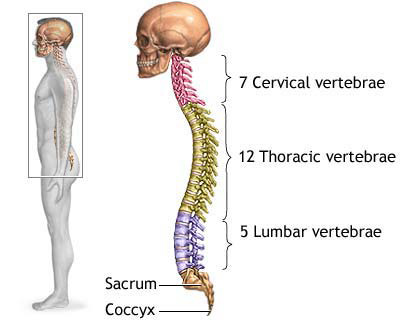 7 Cervical vertebrae
12 Thoracic vertebrae
5 Lumbar vertebrae
Sacrum
Coccyx